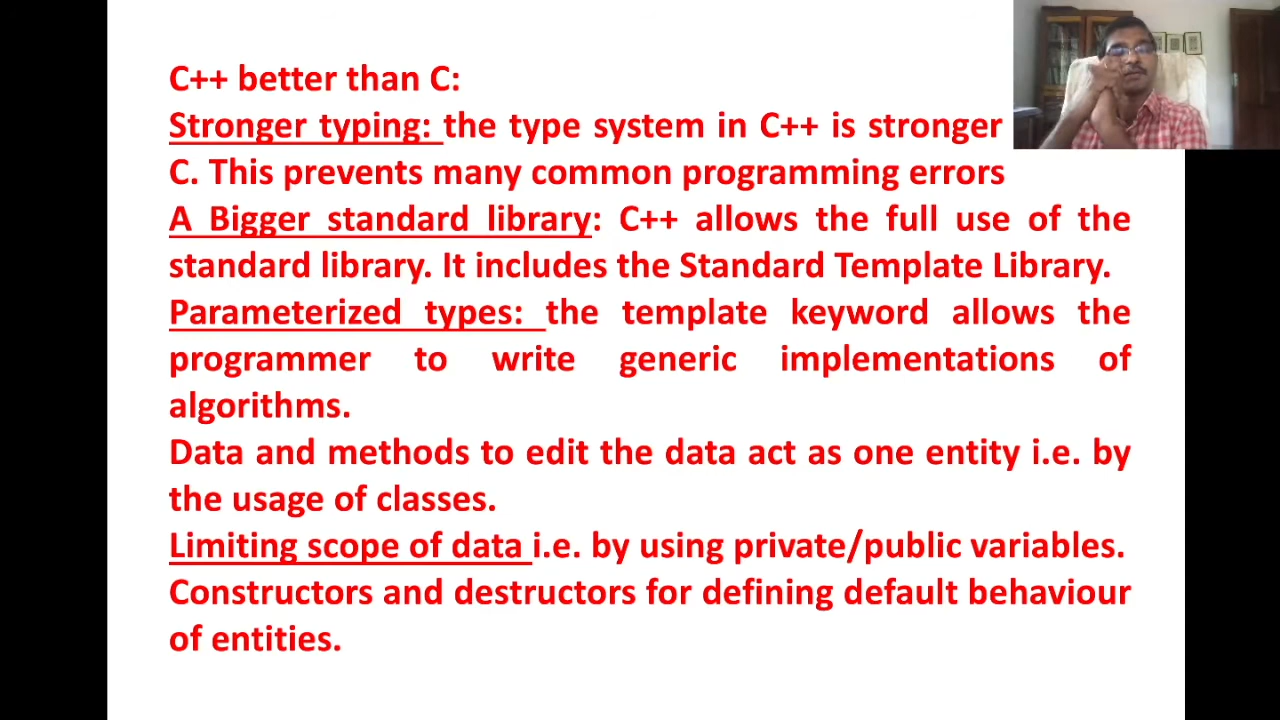 C++ better than C:
Stronger typing: the type system in C++ is stronger
C. This prevents many common programming errors
A Bigger standard library: C++ allows the full use of the
standard library. It includes the Standard Template Library.
Parameterized types: the template keyword allows the
programmer to write generic implementations of
algorithms.
Data and methods to edit the data act as one entity i.e. by
the usage of classes.
Limiting scope of data i.e. by using private/public variables.
Constructors and destructors for defining default behaviour
of entities.